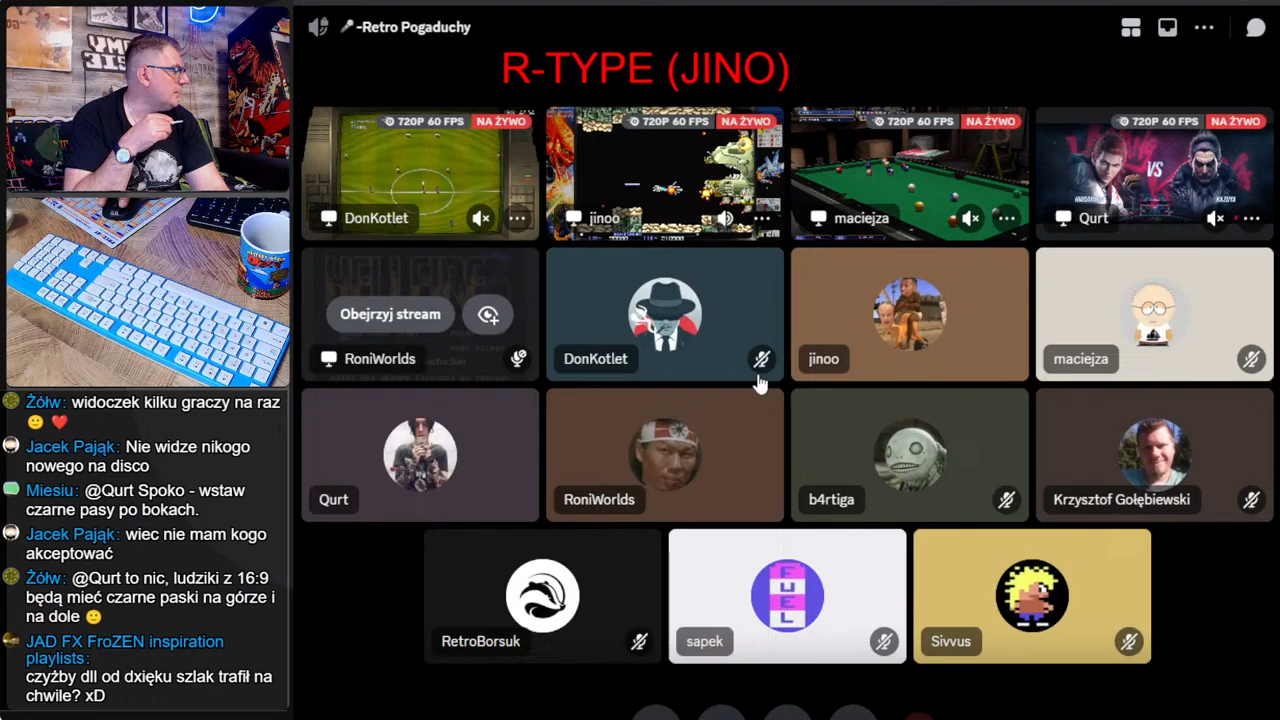 -Retro Pogaduchy
R-TYPE (JINO)
720P 60 FPS NA ŻYWO
DonKotlet
720P 60 FPS NA ŻYWO
jinoo
720P 60 FPS NA ŻYWO
maciejza
720P 60 FPS NA ŻYWO
VS
Qurt
Obejrzyj stream
RoniWorlds
DonKotlet
jinoo
maciejza
Qurt
RoniWorlds
b4rtiga
Krzysztof Gołębiewski
RetroBorsuk
FUEL
sapek
Sivvus
Żółw: widoczek kilku graczy na raz
Jacek Pająk: Nie widze nikogo
nowego na disco
Miesiu: @Qurt Spoko - wstaw
czarne pasy po bokach.
Jacek Pająk: wiec nie mam kogo
akceptować
Żółw: @Qurt to nic, ludziki z 16:9
będą mieć czarne paski na górze i
na dole
JAD FX FroZEN inspiration
playlists:
czyżby dll od dxięku szlak trafił na
chwile? xD